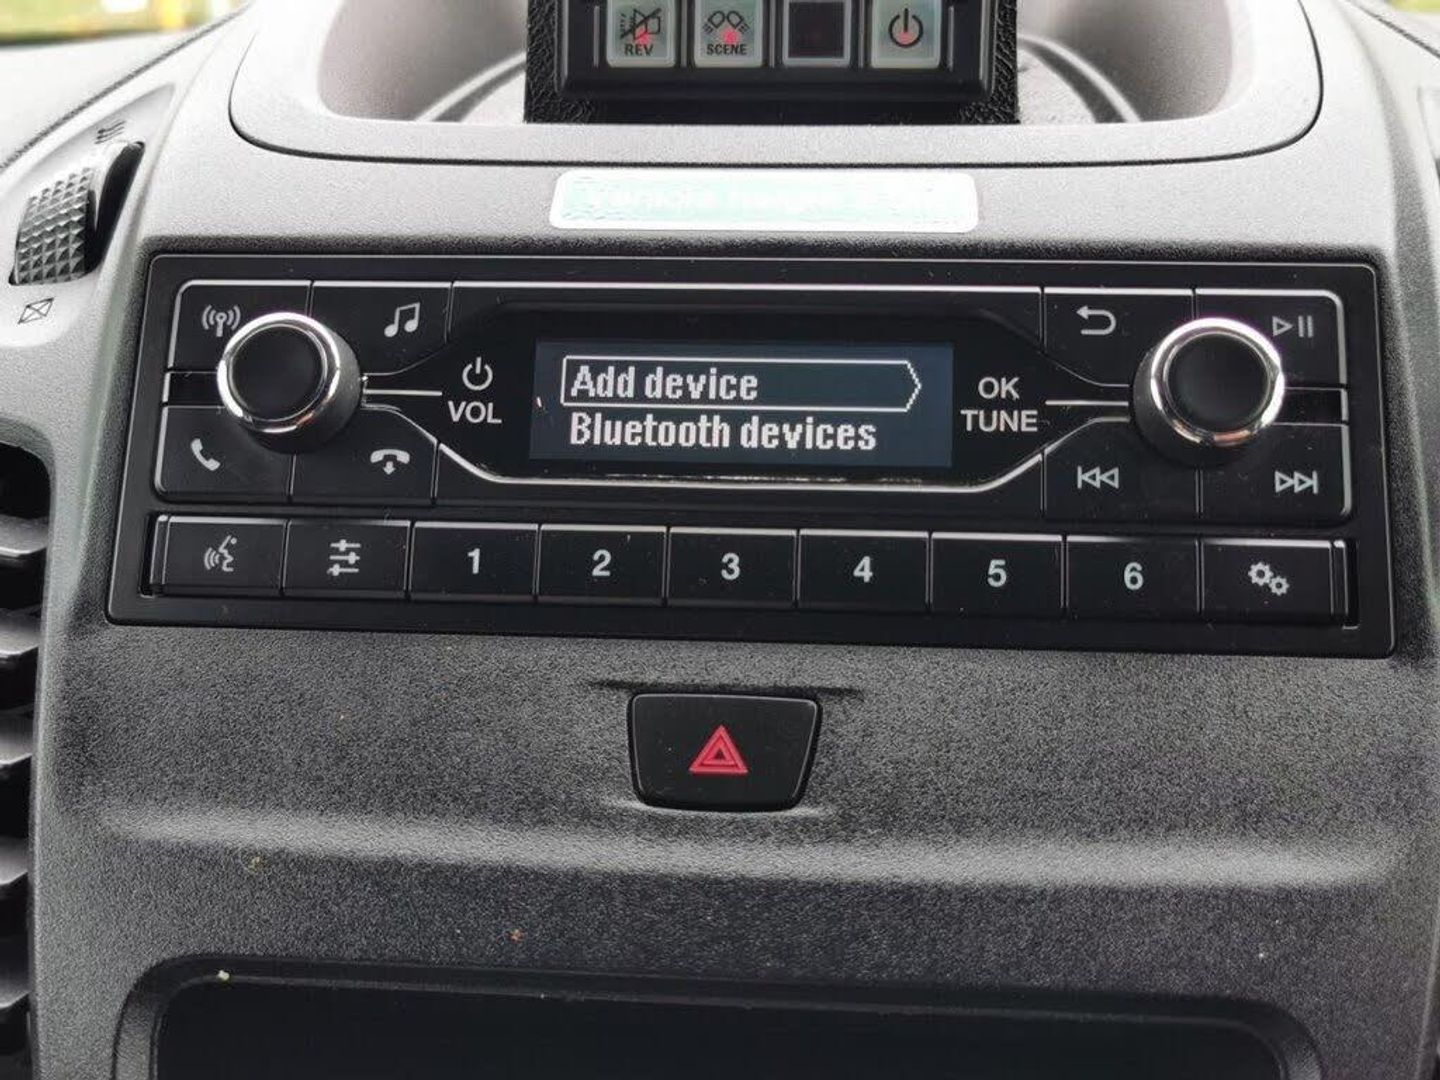 REV SCENE
Add device
Bluetooth devices
VOL
OK
TUNE
1 2 3 4 5 6